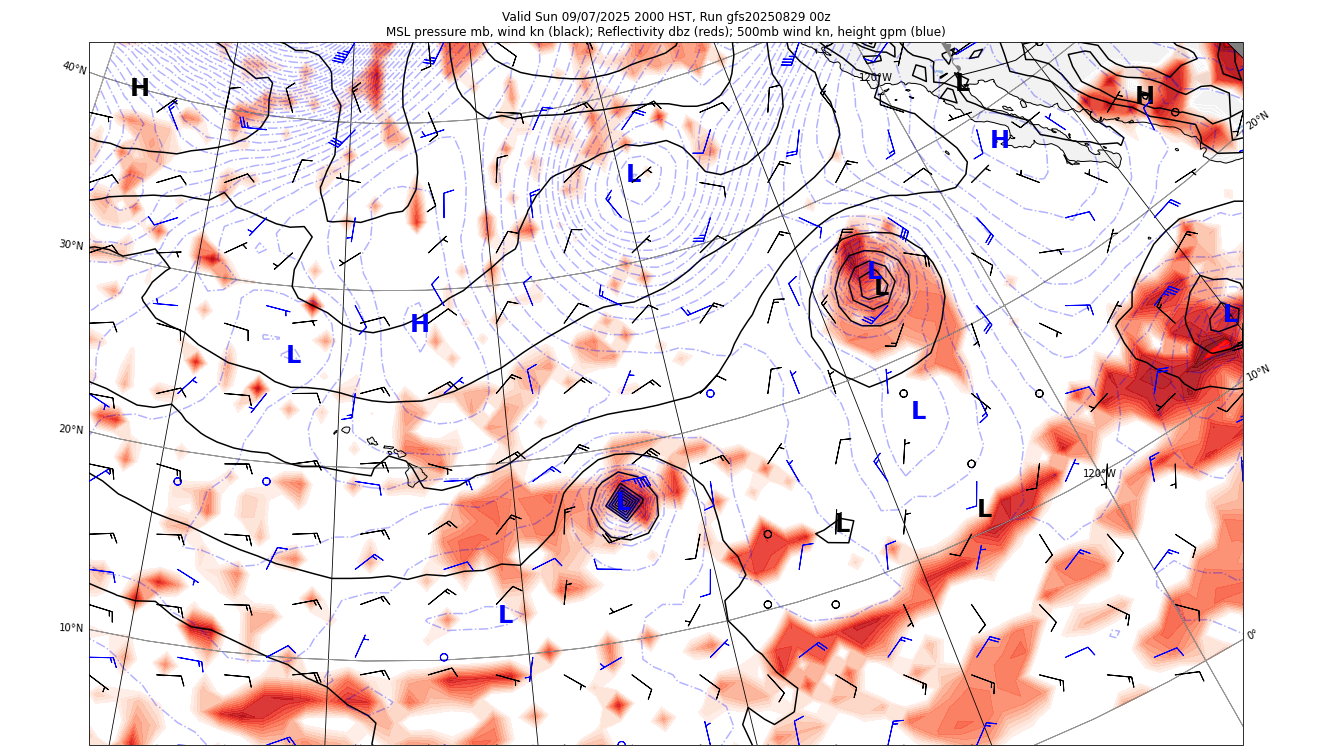 Valid Sun 09/07/2025 2000 HST, Run gfs20250829 00z
MSL pressure mb, wind kn (black); Reflectivity dbz (reds); 500mb wind kn, height gpm (blue)
40°N
120°W
L
H
H
20°N
H
L
30°N
L
L
L
H
L
10°N
L
20°N
120°W
L
L
L
L
10°N
0°